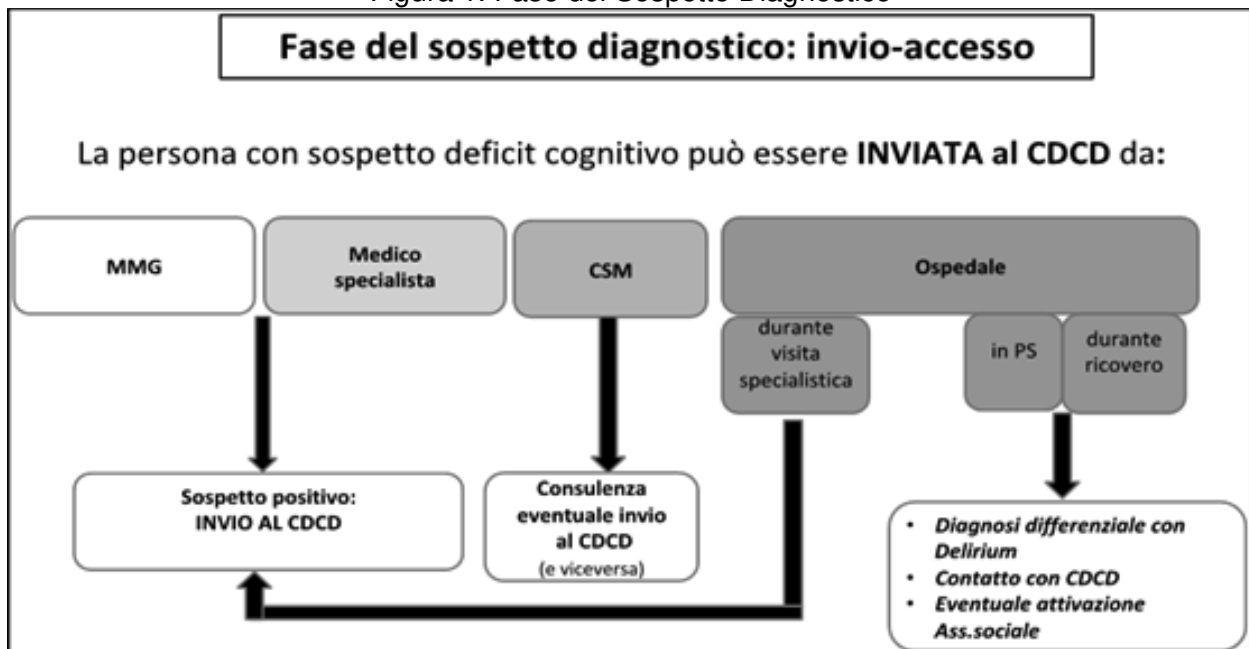 Fase del sospetto diagnostico: invio-accesso
La persona con sospetto deficit cognitivo può essere INVIATA al CDCD da:
MMG
Medico
specialista
CSM
Ospedale
durante
visita
specialistica
in PS
durante
ricovero
Sospetto positivo:
INVIO AL CDCD
Consulenza
eventuale invio
al CDCD
(e viceversa)
• Diagnosi differenziale con
Delirium
• Contatto con CDCD
• Eventuale attivazione
Ass.sociale